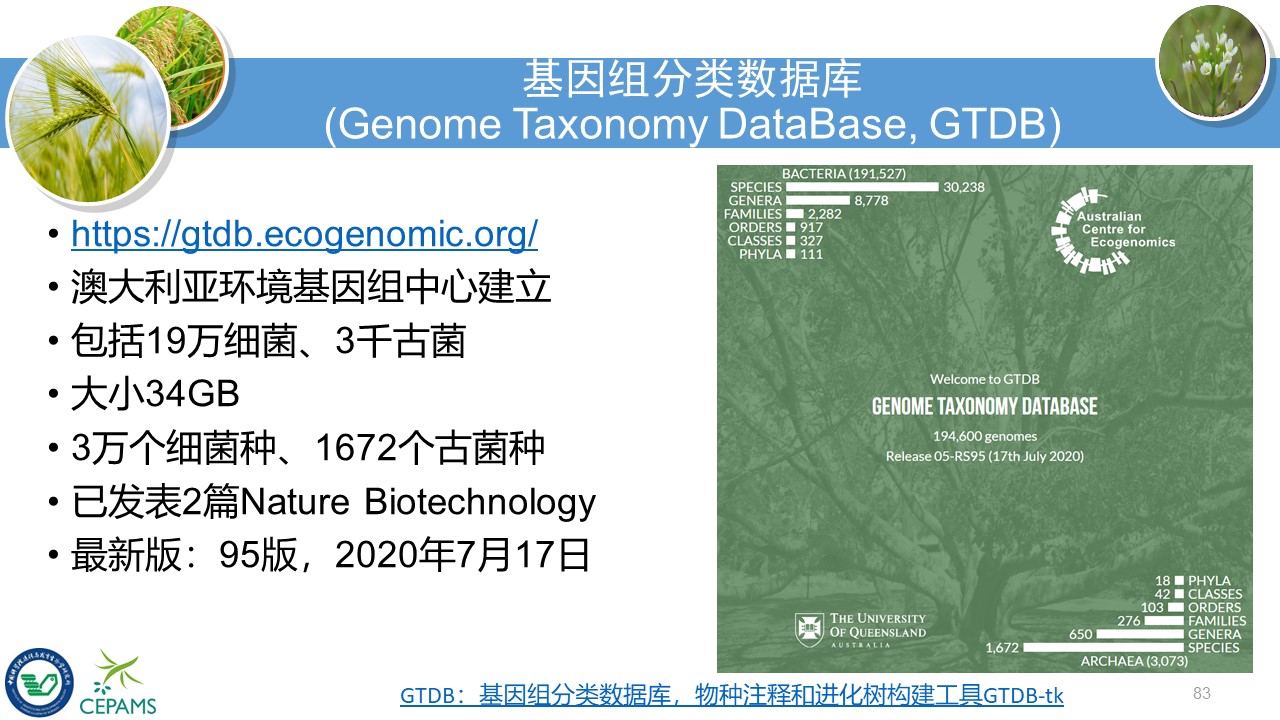 基因组分类数据库
(Genome Taxonomy DataBase, GTDB)
• https://gtdb.ecogenomic.org/
• 澳大利亚环境基因组中心建立
• 包括19万细菌、3千古菌
• 大小34GB
• 3万个细菌种、1672个古菌种
• 已发表2篇Nature Biotechnology
• 最新版：95版，2020年7月17日
BACTERIA (191,527)
SPECIES 30,238
GENERA 8,778
FAMILIES 2,282
ORDERS 917
CLASSES 327
PHYLA 111
Australian
Centre for
Ecogenomics
Welcome to GTDB
GENOME TAXONOMY DATABASE
194,600 genomes
Release 05-RS95 (17th July 2020)
18 PHYLA
42 CLASSES
103 ORDERS
276 FAMILIES
650 GENERA
1,672 SPECIES
ARCHAEA (3,073)
THE UNIVERSITY
OF QUEENSLAND
AUSTRALIA
CEPAMS
GTDB：基因组分类数据库，物种注释和进化树构建工具GTDB-tk
83